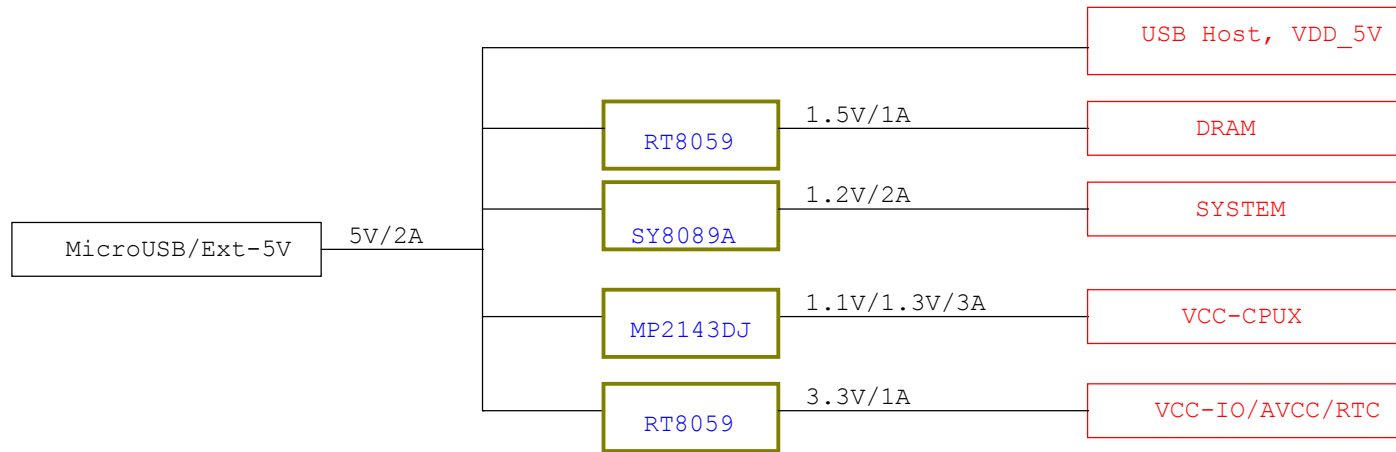 USB Host, VDD_5V
1.5V/1A
RT8059
DRAM
1.2V/2A
SY8089A
SYSTEM
MicroUSB/Ext-5V
5V/2A
1.1V/1.3V/3A
MP2143DJ
VCC-CPUX
3.3V/1A
RT8059
VCC-IO/AVCC/RTC